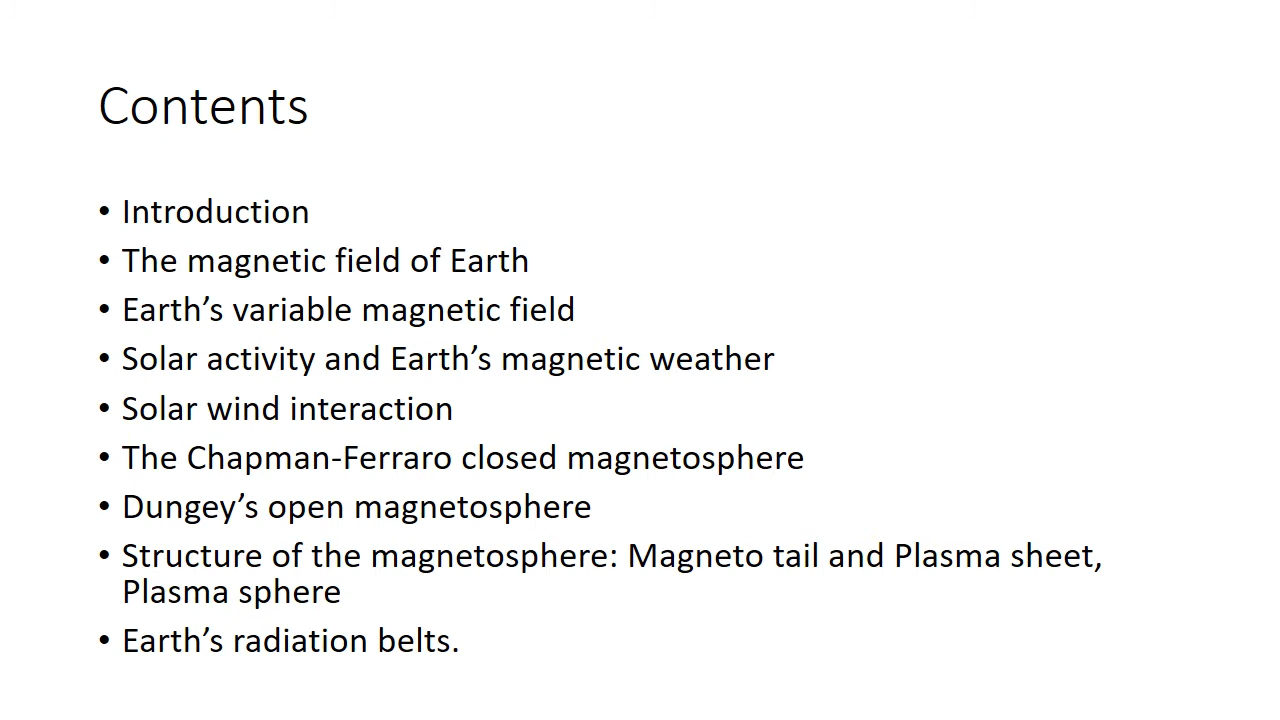 Contents
• Introduction
• The magnetic field of Earth
• Earth’s variable magnetic field
• Solar activity and Earth’s magnetic weather
• Solar wind interaction
• The Chapman-Ferraro closed magnetosphere
• Dungey’s open magnetosphere
• Structure of the magnetosphere: Magneto tail and Plasma sheet,
Plasma sphere
• Earth’s radiation belts.